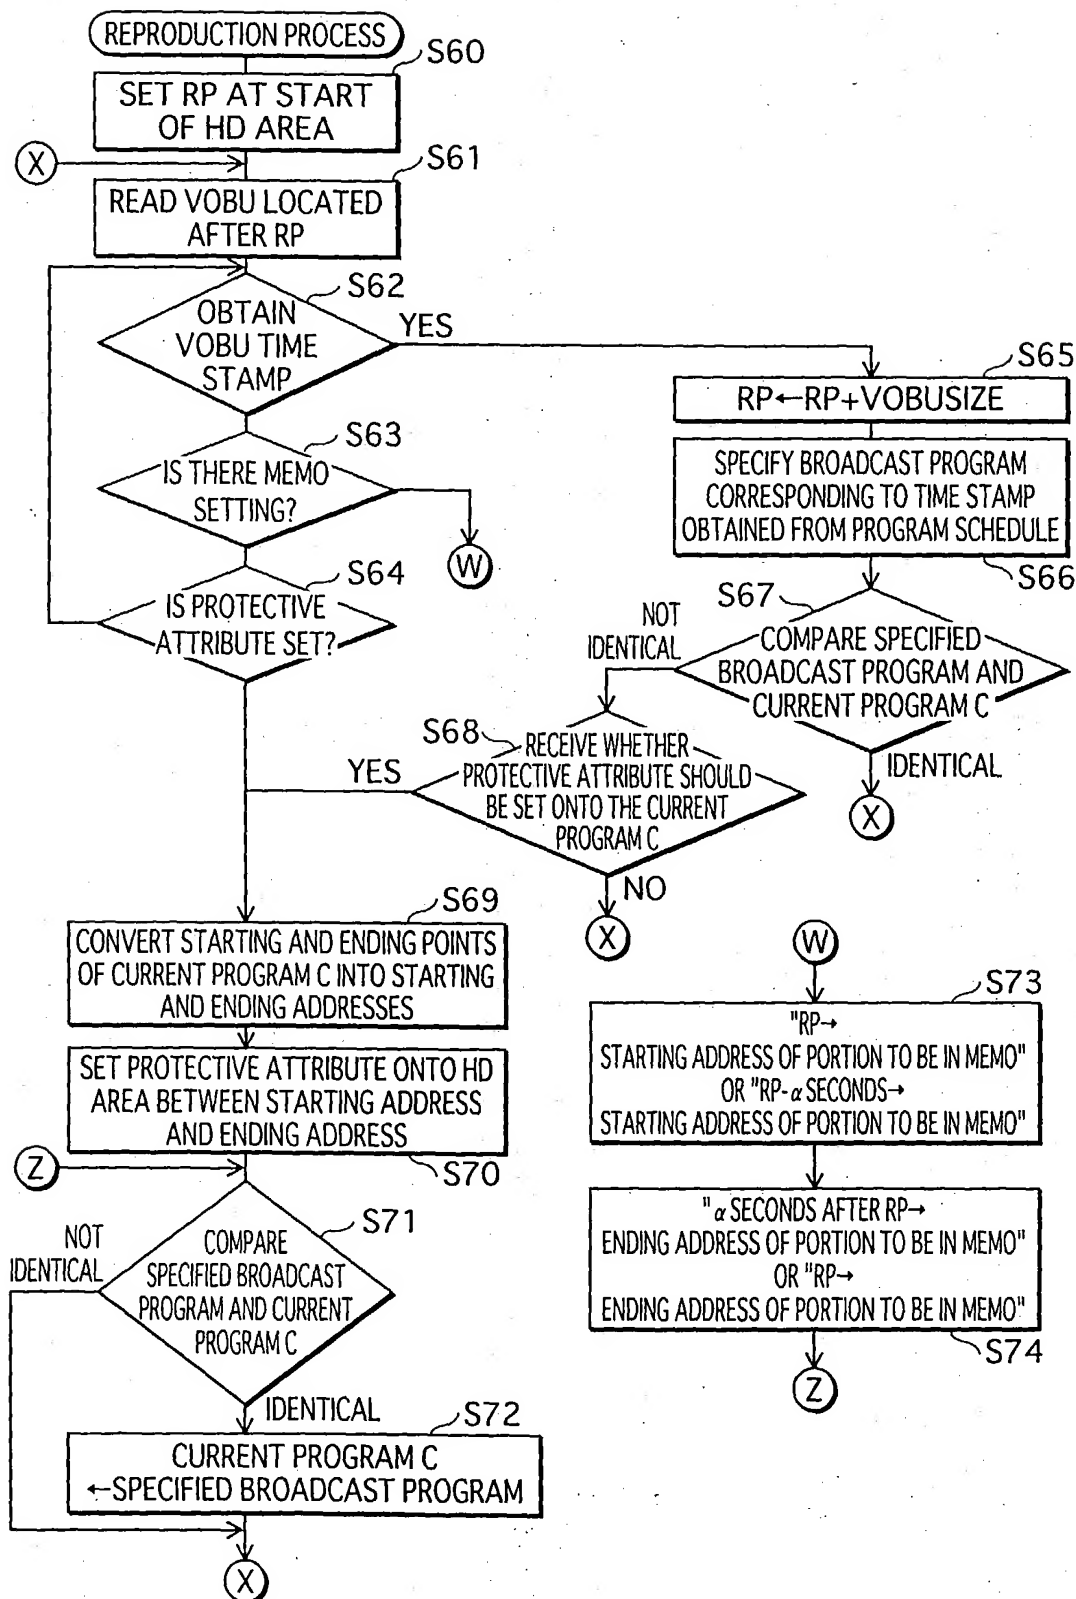 REPRODUCTION PROCESS
S60
SET RP AT START
OF HD AREA
X
S61
READ VOBU LOCATED
AFTER RP
S62
OBTAIN
VOBU TIME
STAMP
YES
S63
IS THERE MEMO
SETTING?
W
S64
IS PROTECTIVE
ATTRIBUTE SET?
S65
RP←RP+VOBUSIZE
SPECIFY BROADCAST PROGRAM
CORRESPONDING TO TIME STAMP
OBTAINED FROM PROGRAM SCHEDULE
S66
S67
NOT
IDENTICAL
COMPARE SPECIFIED
BROADCAST PROGRAM AND
CURRENT PROGRAM C
IDENTICAL
X
S68
YES
RECEIVE WHETHER
PROTECTIVE ATTRIBUTE SHOULD
BE SET ONTO THE CURRENT
PROGRAM C
NO
X
S69
CONVERT STARTING AND ENDING POINTS
OF CURRENT PROGRAM C INTO STARTING
AND ENDING ADDRESSES
SET PROTECTIVE ATTRIBUTE ONTO HD
AREA BETWEEN STARTING ADDRESS
AND ENDING ADDRESS
S70
Z
S71
NOT
IDENTICAL
COMPARE
SPECIFIED BROADCAST
PROGRAM AND CURRENT
PROGRAM C
IDENTICAL
S72
CURRENT PROGRAM C
←SPECIFIED BROADCAST PROGRAM
X
W
S73
"RP→
STARTING ADDRESS OF PORTION TO BE IN MEMO"
OR "RP-α SECONDS→
STARTING ADDRESS OF PORTION TO BE IN MEMO"
"α SECONDS AFTER RP→
ENDING ADDRESS OF PORTION TO BE IN MEMO"
OR "RP→
ENDING ADDRESS OF PORTION TO BE IN MEMO"
S74
Z